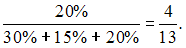 20%
30% + 15% + 20% = 4
13.